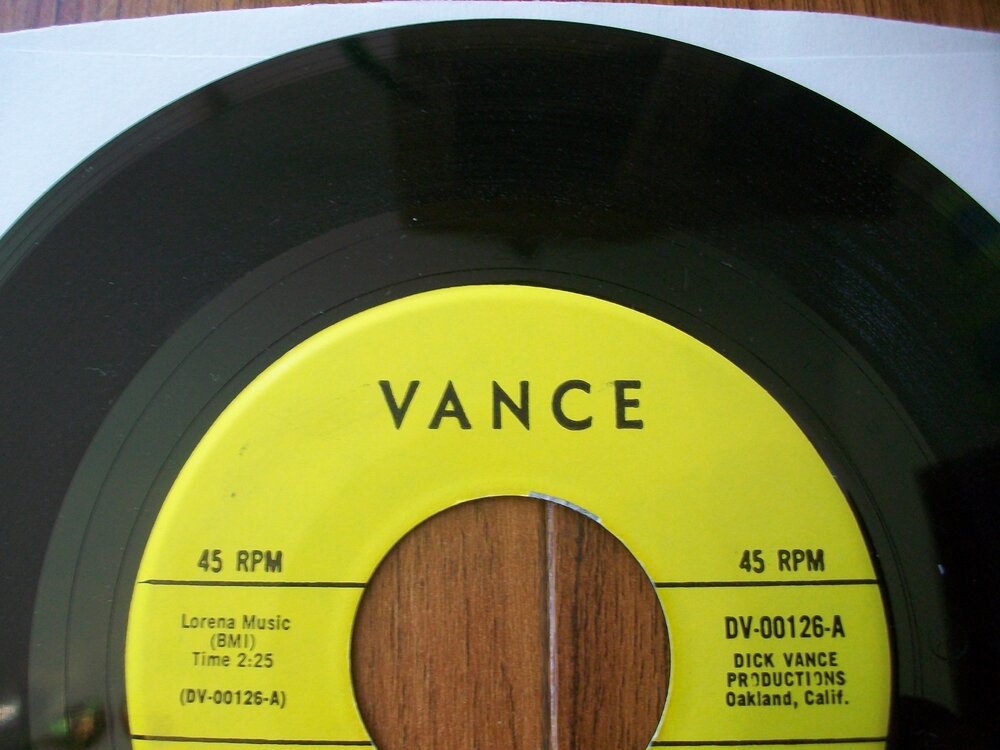 VANCE
45 RPM
45 RPM
Lorena Music
(BMI)
Time 2:25
(DV-00126-A)
DV-00126-A
DICK VANCE
PRODUCTIONS
Oakland, Calif.